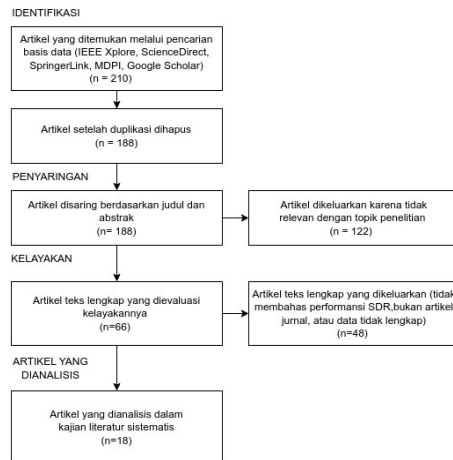 IDENTIFIKASI
Artikel yang ditemukan melalui pencarian
basis data (IEEE Xplore, ScienceDirect,
SpringerLink, MDPI, Google Scholar)
(n = 210)
Artikel setelah duplikasi dihapus
(n = 188)
PENYARINGAN
Artikel disaring berdasarkan judul dan
abstrak
(n= 188)
Artikel dikeluarkan karena tidak
relevan dengan topik penelitian
(n = 122)
KELAYAKAN
Artikel teks lengkap yang dievaluasi
kelayakannya
(n=66)
Artikel teks lengkap yang dikeluarkan (tidak
membahas performansi SDR,bukan artikel
jurnal, atau data tidak lengkap)
(n=48)
ARTIKEL YANG
DIANALISIS
Artikel yang dianalisis dalam
kajian literatur sistematis
(n=18)